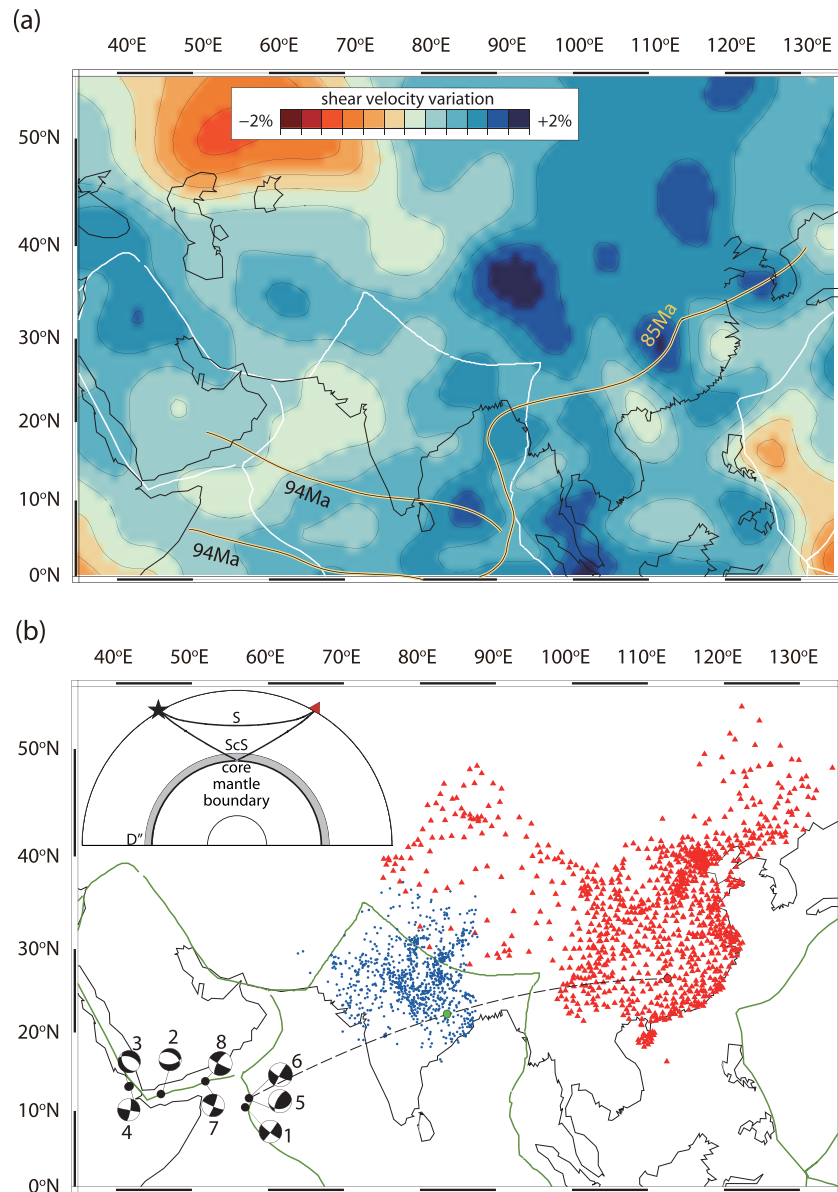 (a)
40°E 50°E 60°E 70°E 80°E 90°E 100°E 110°E 120°E 130°E
shear velocity variation
−2% +2%
50°N
40°N
30°N
85Ma
20°N
94Ma
10°N
94Ma
0°N
(b)
40°E 50°E 60°E 70°E 80°E 90°E 100°E 110°E 120°E 130°E
S
50°N
ScS
core
mantle
boundary
D″
40°N
30°N
20°N
3 2 8
6
5
10°N
4 7 1
0°N